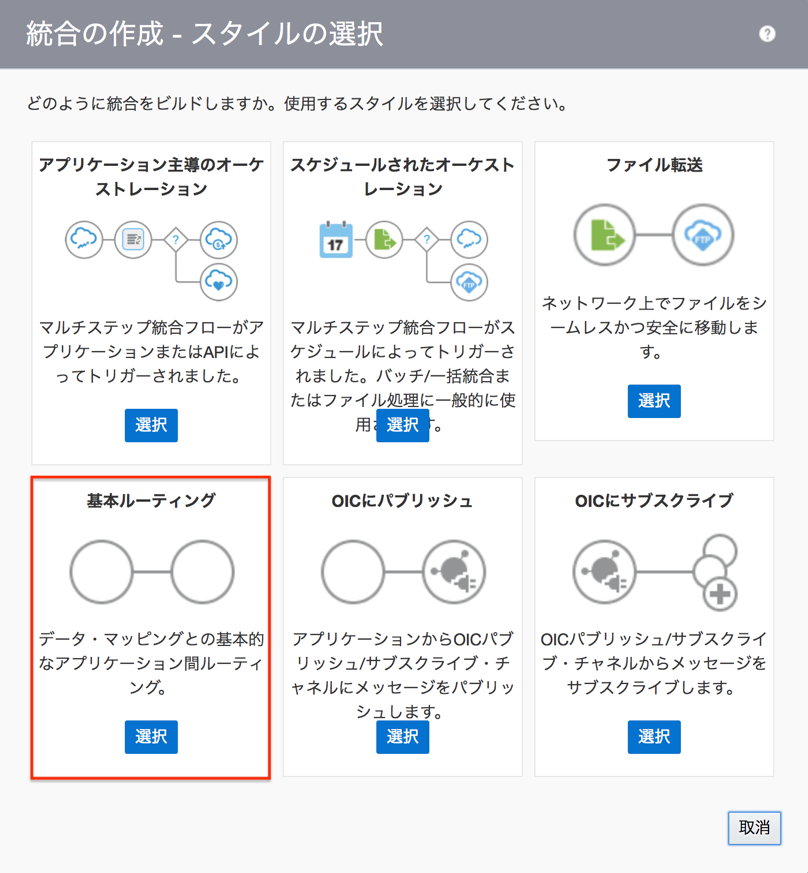 統合の作成 - スタイルの選択
?
どのように統合をビルドしますか。使用するスタイルを選択してください。
アプリケーション主導のオーケ
ストレーション
?
マルチステップ統合フローがア
プリケーションまたはAPIによ
ってトリガーされました。
選択
スケジュールされたオーケスト
レーション
17
?
FTP
マルチステップ統合フローがス
ケジュールによってトリガーさ
れました。バッチ/一括統合ま
たはファイル処理に一般的に使
用す。
選択
ファイル転送
FTP
ネットワーク上でファイルをシ
ームレスかつ安全に移動しま
す。
選択
基本ルーティング
データ・マッピングとの基本的
なアプリケーション間ルーティ
ング。
選択
OICにパブリッシュ
アプリケーションからOICパブ
リッシュ/サブスクライブ・チ
ャネルにメッセージをパブリッ
シュします。
選択
OICにサブスクライブ
OICパブリッシュ/サブスクライ
ブ・チャネルからメッセージを
サブスクライブします。
選択
取消